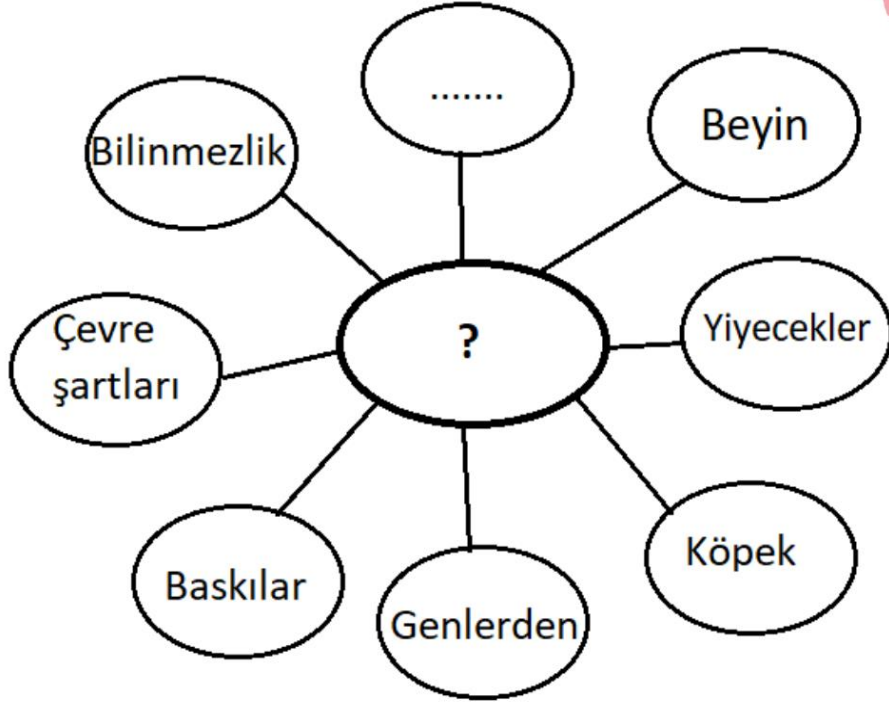 .......
Bilinmezlik
Beyin
Çevre
şartları
?
Yiyecekler
Baskılar
Genlerden
Köpek